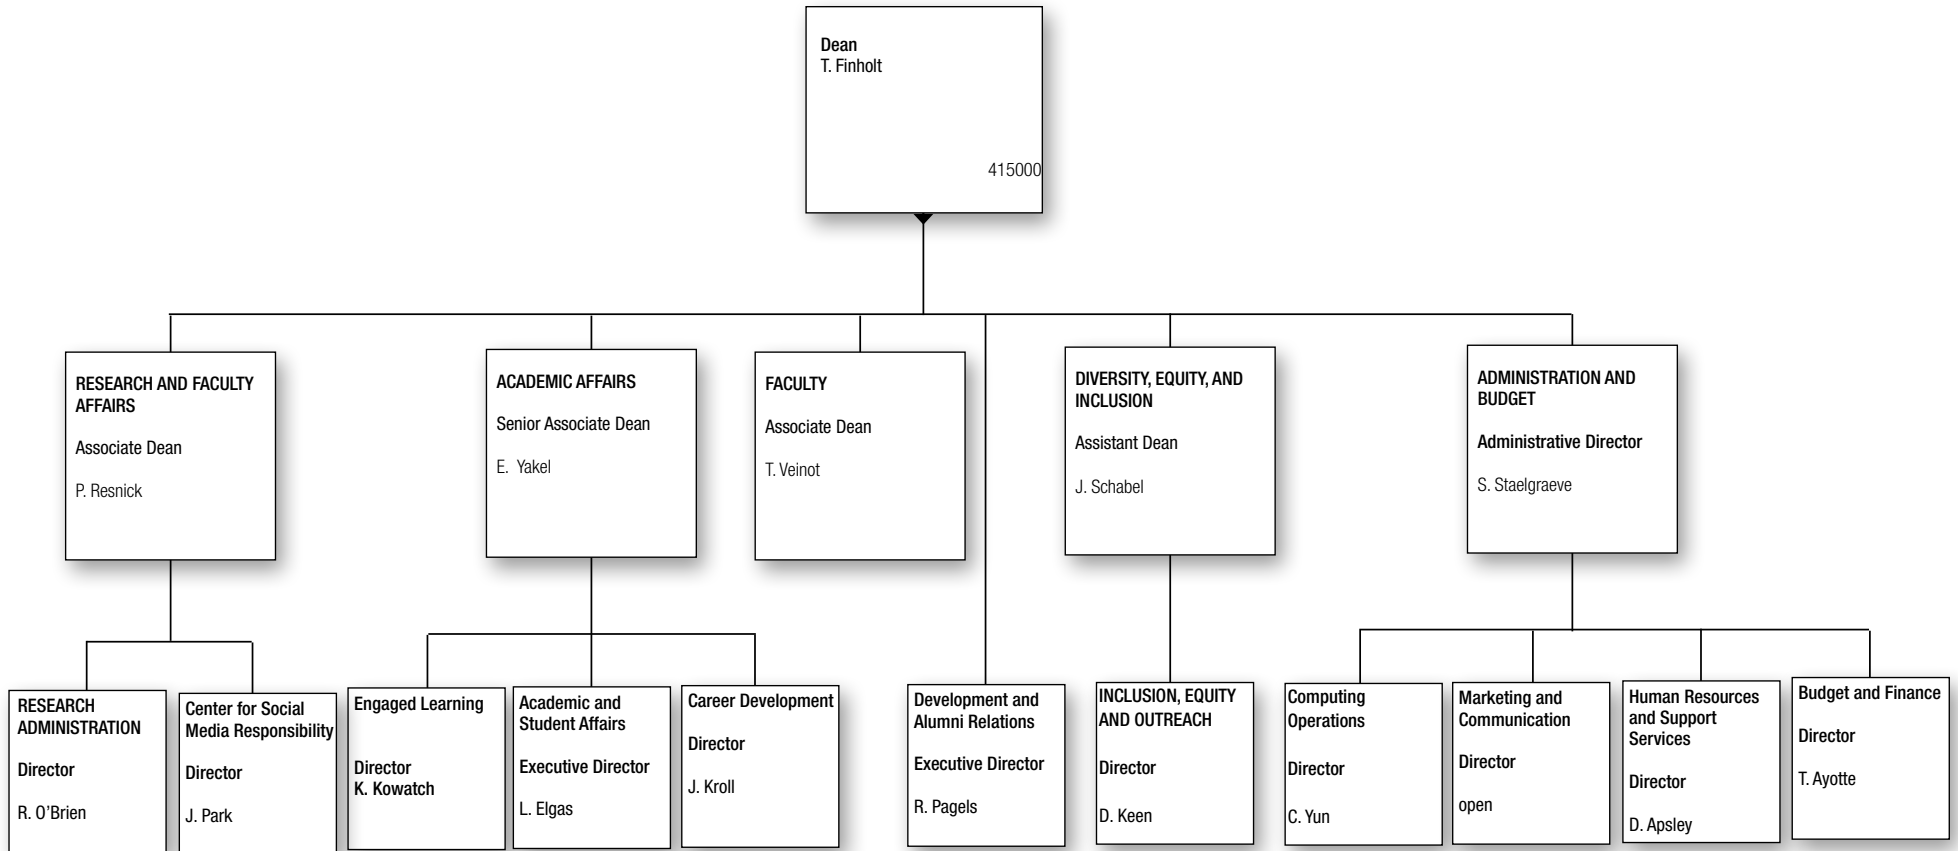 Dean
T. Finholt
415000
RESEARCH AND FACULTY
AFFAIRS
Associate Dean
P. Resnick
ACADEMIC AFFAIRS
Senior Associate Dean
E. Yakel
FACULTY
Associate Dean
T. Veinot
DIVERSITY, EQUITY, AND
INCLUSION
Assistant Dean
J. Schabel
ADMINISTRATION AND
BUDGET
Administrative Director
S. Staelgraeve
RESEARCH
ADMINISTRATION
Director
R. O'Brien
Center for Social
Media Responsibility
Director
J. Park
Engaged Learning
Director
K. Kowatch
Academic and
Student Affairs
Executive Director
L. Elgas
Career Development
Director
J. Kroll
Development and
Alumni Relations
Executive Director
R. Pagels
INCLUSION, EQUITY
AND OUTREACH
Director
D. Keen
Computing
Operations
Director
C. Yun
Marketing and
Communication
Director
open
Human Resources
and Support
Services
Director
D. Apsley
Budget and Finance
Director
T. Ayotte